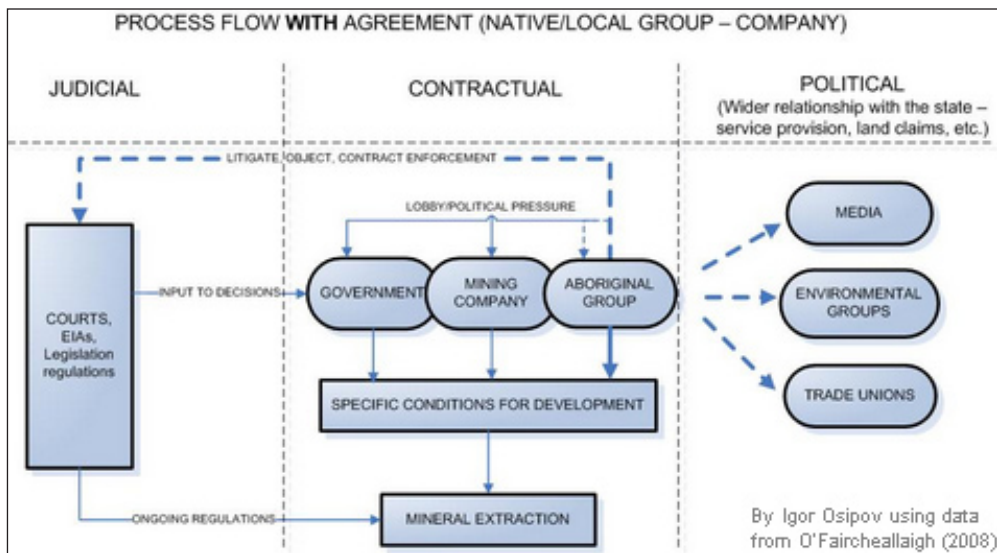 PROCESS FLOW WITH AGREEMENT (NATIVE/LOCAL GROUP – COMPANY)
JUDICIAL
CONTRACTUAL
POLITICAL
(Wider relationship with the state –
service provision, land claims, etc.)
LITIGATE, OBJECT, CONTRACT ENFORCEMENT
LOBBY/POLITICAL PRESSURE
MEDIA
INPUT TO DECISIONS
GOVERNMENT
MINING
COMPANY
ABORIGINAL
GROUP
ENVIRONMENTAL
GROUPS
COURTS,
EIAs,
Legislation
regulations
SPECIFIC CONDITIONS FOR DEVELOPMENT
TRADE UNIONS
ONGOING REGULATIONS
MINERAL EXTRACTION
By Igor Osipov using data
from O'Faircheallaigh (2008)